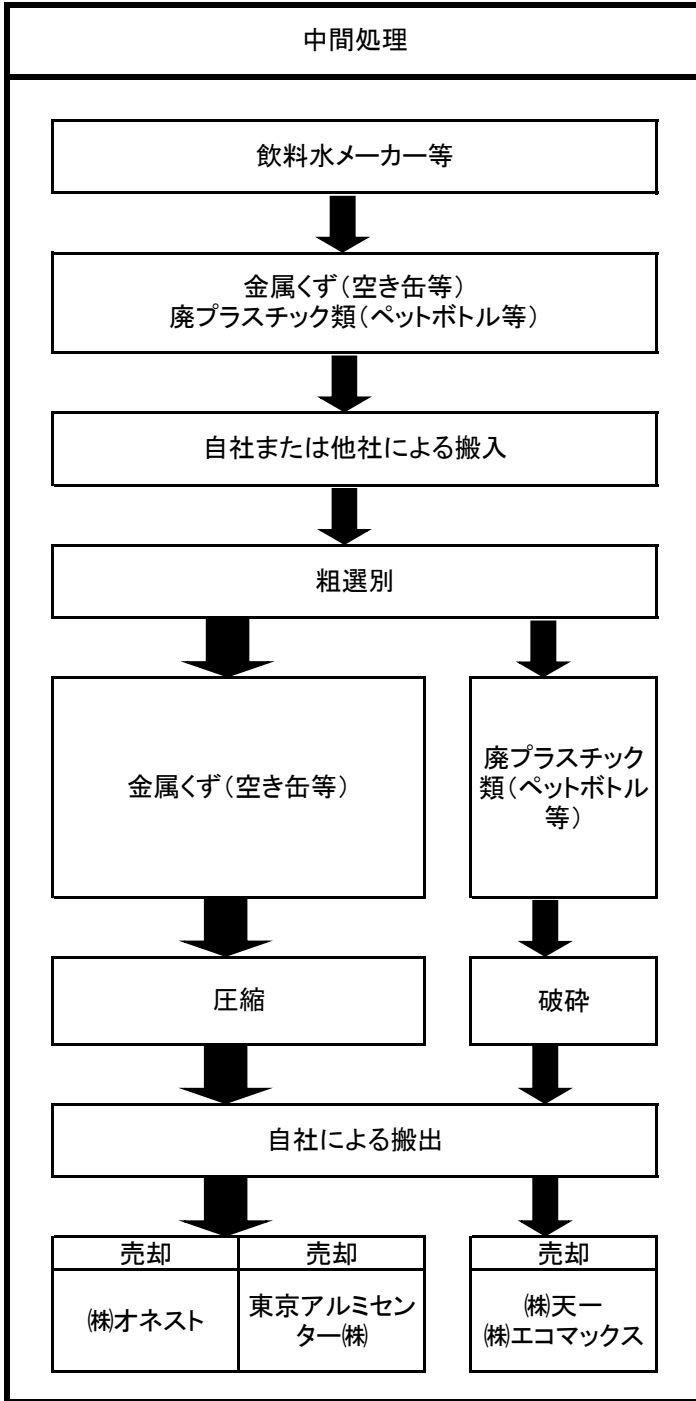 中間処理
飲料水メーカー等
金属くず（空き缶等）
廃プラスチック類（ペットボトル等）
自社または他社による搬入
粗選別
金属くず（空き缶等）
廃プラスチック
類（ペットボトル
等）
圧縮
破砕
自社による搬出
売却
売却
売却
㈱オネスト
東京アルミセン
ター㈱
㈱天一
㈱エコマックス